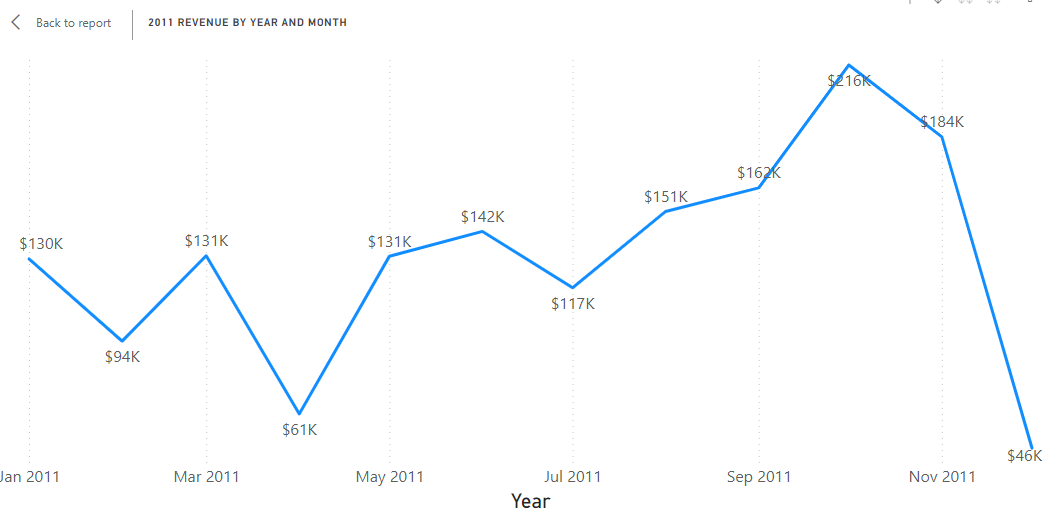 Back to report
2011 REVENUE BY YEAR AND MONTH
$216K
$184K
$162K
$151K
$142K
$130K
$131K
$131K
$117K
$94K
$61K
$46K
Jan 2011
Mar 2011
May 2011
Jul 2011
Sep 2011
Nov 2011
Year